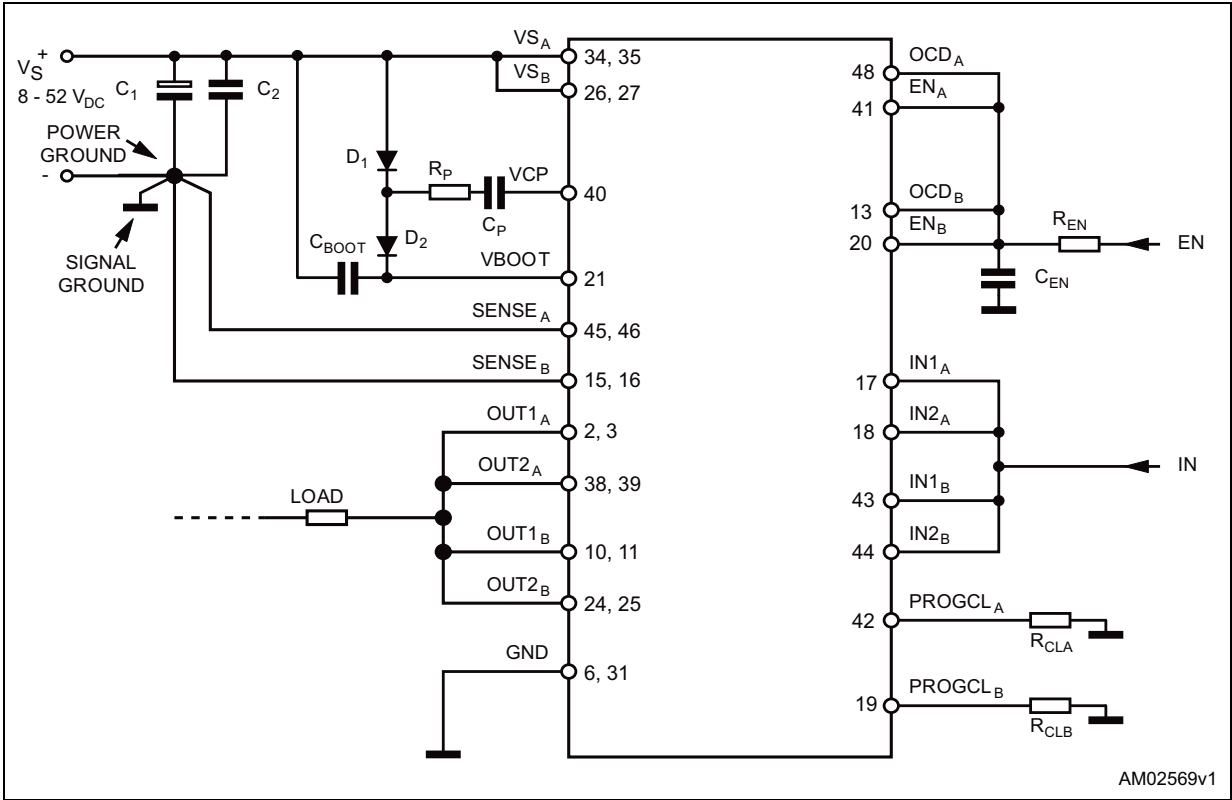 VS+
8 - 52 VDC
C1
C2
POWER
GROUND
-
SIGNAL
GROUND
D1
RP
VCP
CP
CBOOT
D2
VBOOT
VSA
34, 35
VSB
26, 27
40
21
SENSEA
45, 46
SENSEB
15, 16
OUT1A
2, 3
OUT2A
38, 39
LOAD
OUT1B
10, 11
OUT2B
24, 25
GND
6, 31
48
OCDA
41
ENA
13
OCDB
20
ENB
REN
EN
CEN
17
IN1A
18
IN2A
IN
43
IN1B
44
IN2B
42
PROGCLA
RCLA
19
PROGCLB
RCLB
AM02569v1